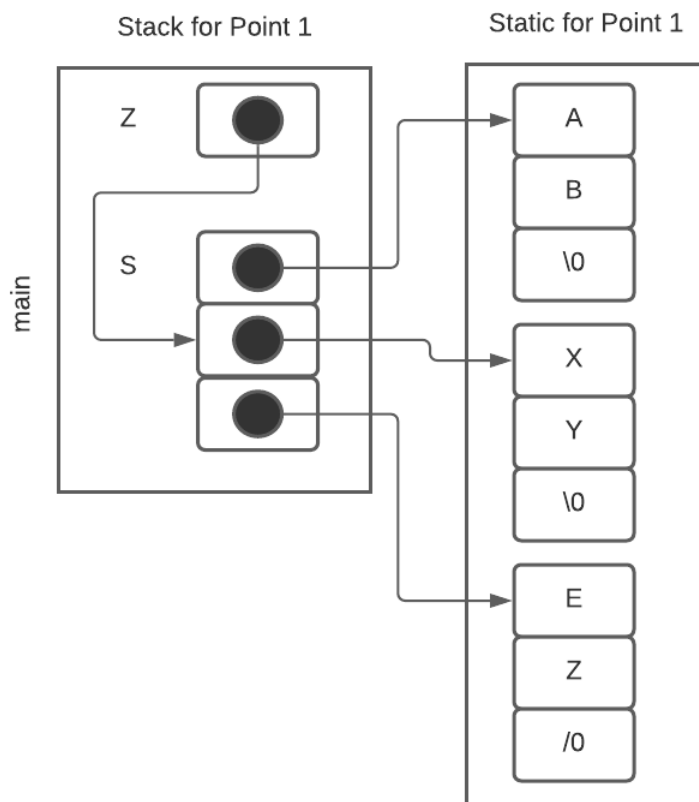 Stack for Point 1
Static for Point 1
main
Z
S
A
B
\0
X
Y
\0
E
Z
/0